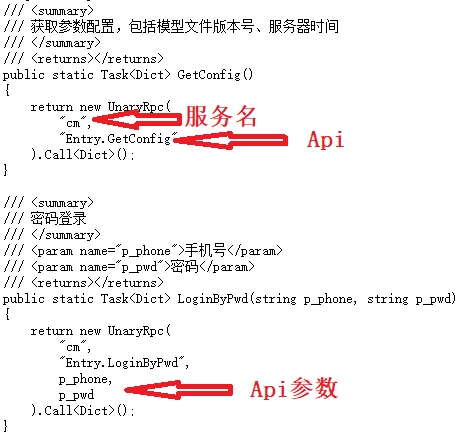 /// <summary>
/// 获取参数配置，包括模型文件版本号、服务器时间
/// </summary>
/// <returns></returns>
public static Task<Dict> GetConfig()
{
return new UnaryRpc(
"cm", 服务名
"Entry.GetConfig" Api
).Call<Dict>();
}
/// <summary>
/// 密码登录
/// </summary>
/// <param name="p_phone">手机号</param>
/// <param name="p_pwd">密码</param>
/// <returns></returns>
public static Task<Dict> LoginByPwd(string p_phone, string p_pwd)
{
return new UnaryRpc(
"cm",
"Entry.LoginByPwd",
p_phone,
p_pwd Api参数
).Call<Dict>();
}